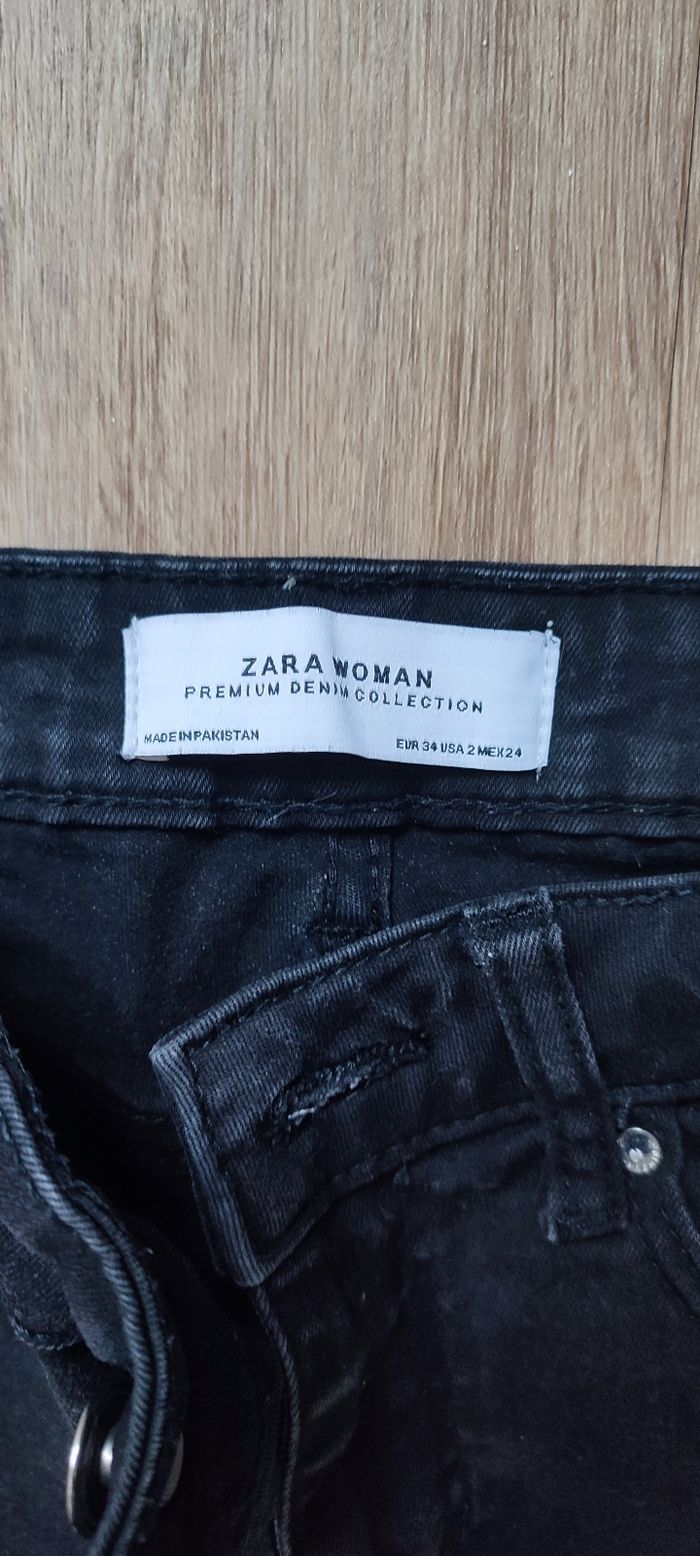 ZARA WOMAN
PREMIUM DENIM COLLECTION
MADE IN PAKISTAN
EUR 34 USA 2 MEX 24